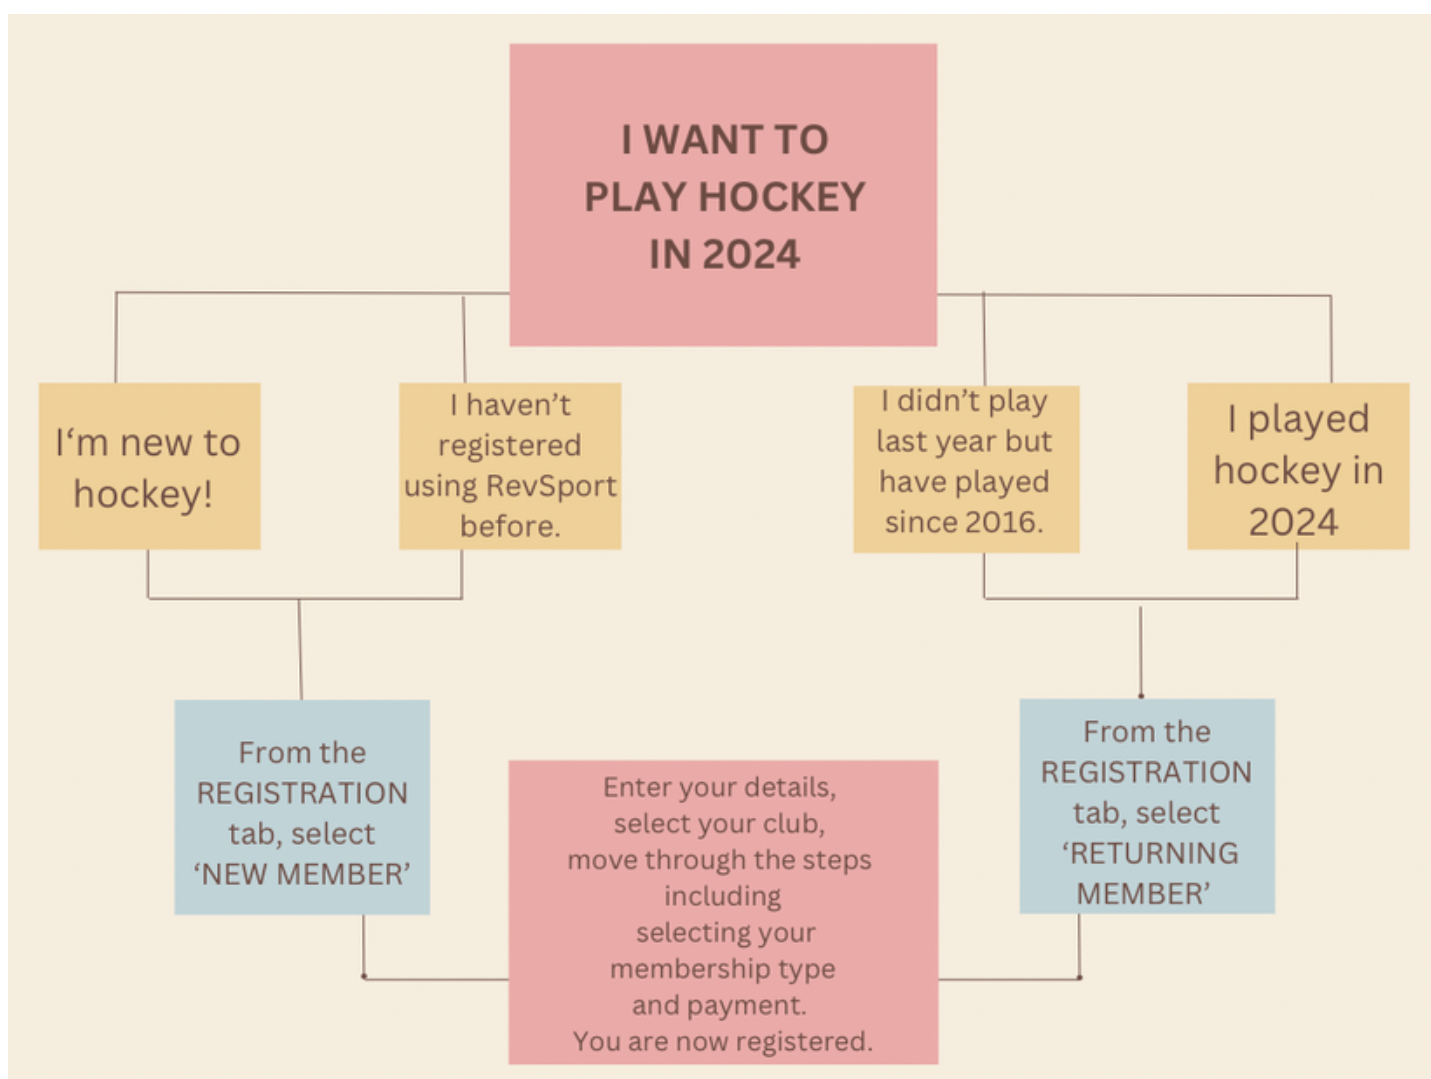 I WANT TO
PLAY HOCKEY
IN 2024
I‘m new to
hockey!
I haven’t
registered
using RevSport
before.
I didn’t play
last year but
have played
since 2016.
I played
hockey in
2024
From the
REGISTRATION
tab, select
‘NEW MEMBER’
From the
REGISTRATION
tab, select
‘RETURNING
MEMBER’
Enter your details,
select your club,
move through the steps
including
selecting your
membership type
and payment.
You are now registered.